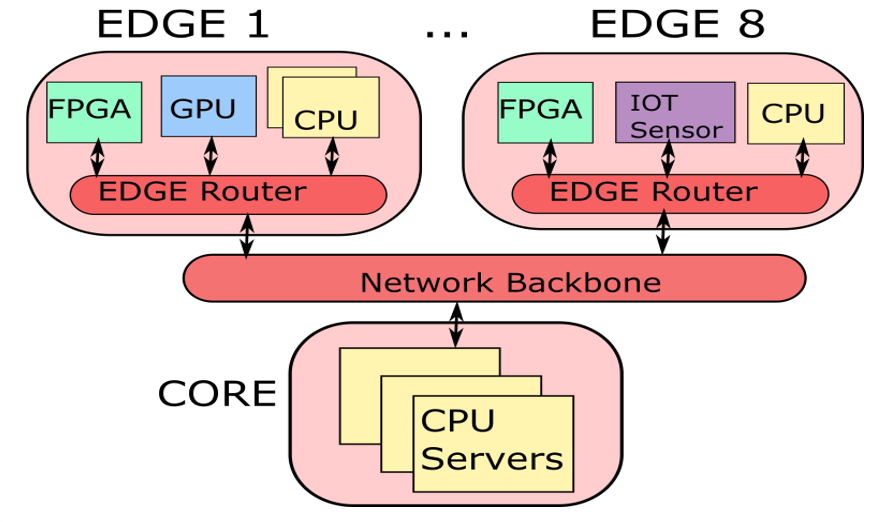 EDGE 1 ... EDGE 8
FPGA GPU CPU
FPGA IOT Sensor CPU
EDGE Router EDGE Router
Network Backbone
CORE
CPU
Servers